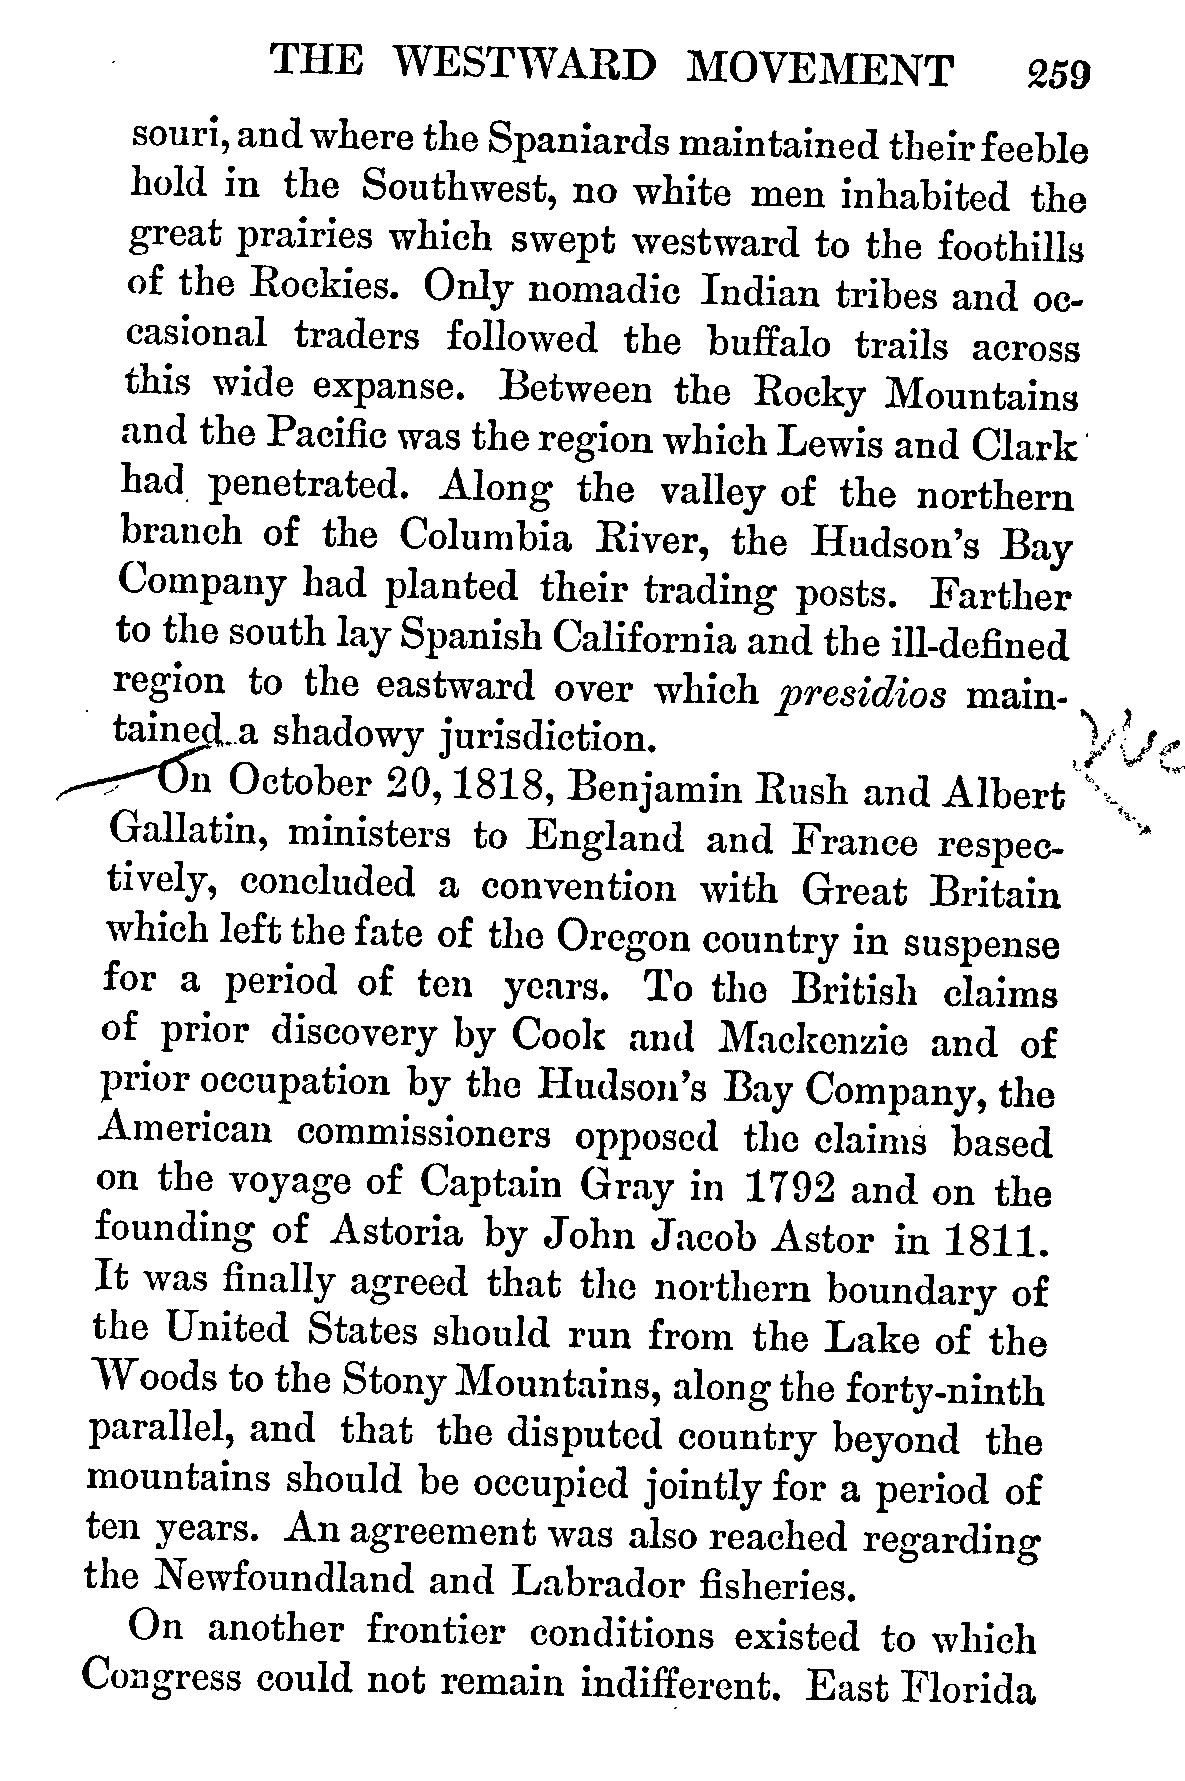 THE WESTWARD MOVEMENT 259
souri, and where the Spaniards maintained their feeble
hold in the Southwest, no white men inhabited the
great prairies which swept westward to the foothills
of the Rockies. Only nomadic Indian tribes and oc-
casional traders followed the buffalo trails across
this wide expanse. Between the Rocky Mountains
and the Pacific was the region which Lewis and Clark
had penetrated. Along the valley of the northern
branch of the Columbia River, the Hudson's Bay
Company had planted their trading posts. Farther
to the south lay Spanish California and the ill-defined
region to the eastward over which presidios main-
tained a shadowy jurisdiction.
On October 20, 1818, Benjamin Rush and Albert
Gallatin, ministers to England and France respec-
tively, concluded a convention with Great Britain
which left the fate of the Oregon country in suspense
for a period of ten years. To the British claims
of prior discovery by Cook and Mackenzie and of
prior occupation by the Hudson's Bay Company, the
American commissioners opposed the claims based
on the voyage of Captain Gray in 1792 and on the
founding of Astoria by John Jacob Astor in 1811.
It was finally agreed that the northern boundary of
the United States should run from the Lake of the
Woods to the Stony Mountains, along the forty-ninth
parallel, and that the disputed country beyond the
mountains should be occupied jointly for a period of
ten years. An agreement was also reached regarding
the Newfoundland and Labrador fisheries.
On another frontier conditions existed to which
Congress could not remain indifferent. East Florida